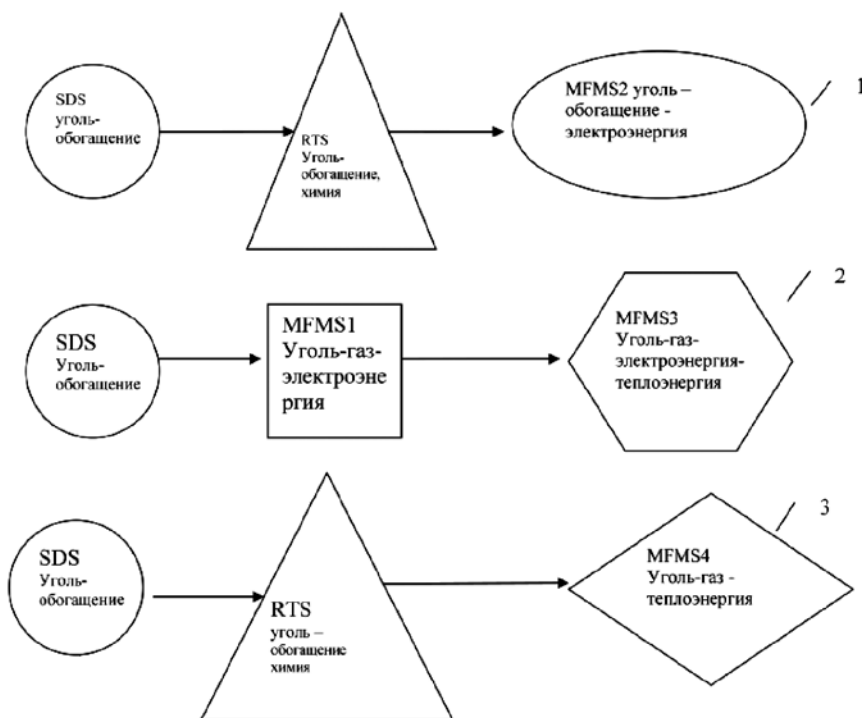 SDS
уголь-
обогащение
RTS
Уголь-
обогащение,
химия
MFMS2 уголь –
обогащение -
электроэнергия
1
SDS
Уголь-
обогащение
MFMS1
Уголь-газ-
электроэне
ргия
MFMS3
Уголь-газ-
электроэнергия-
теплоэнергия
2
SDS
Уголь-
обогащение
RTS
уголь –
обогащение
химия
MFMS4
Уголь-газ -
теплоэнергия
3